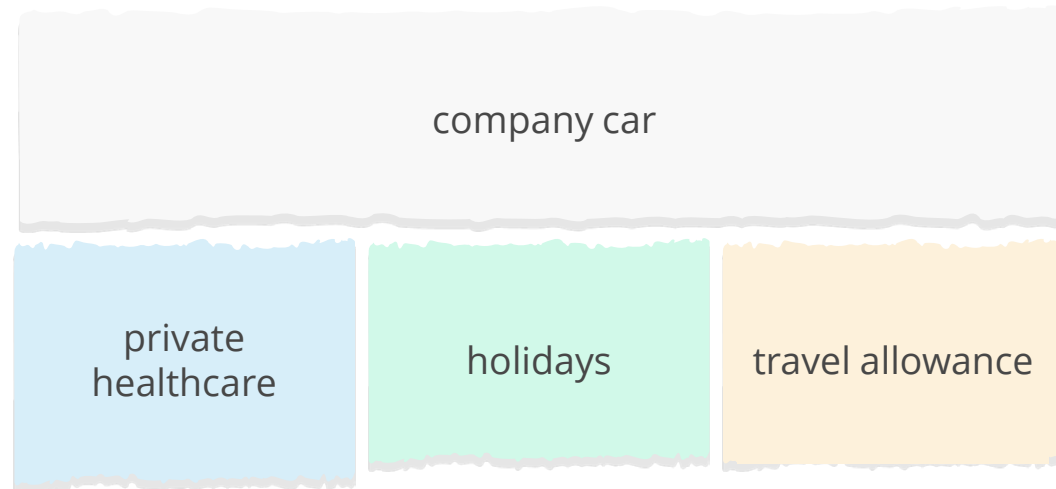 company car
private
healthcare
holidays
travel allowance